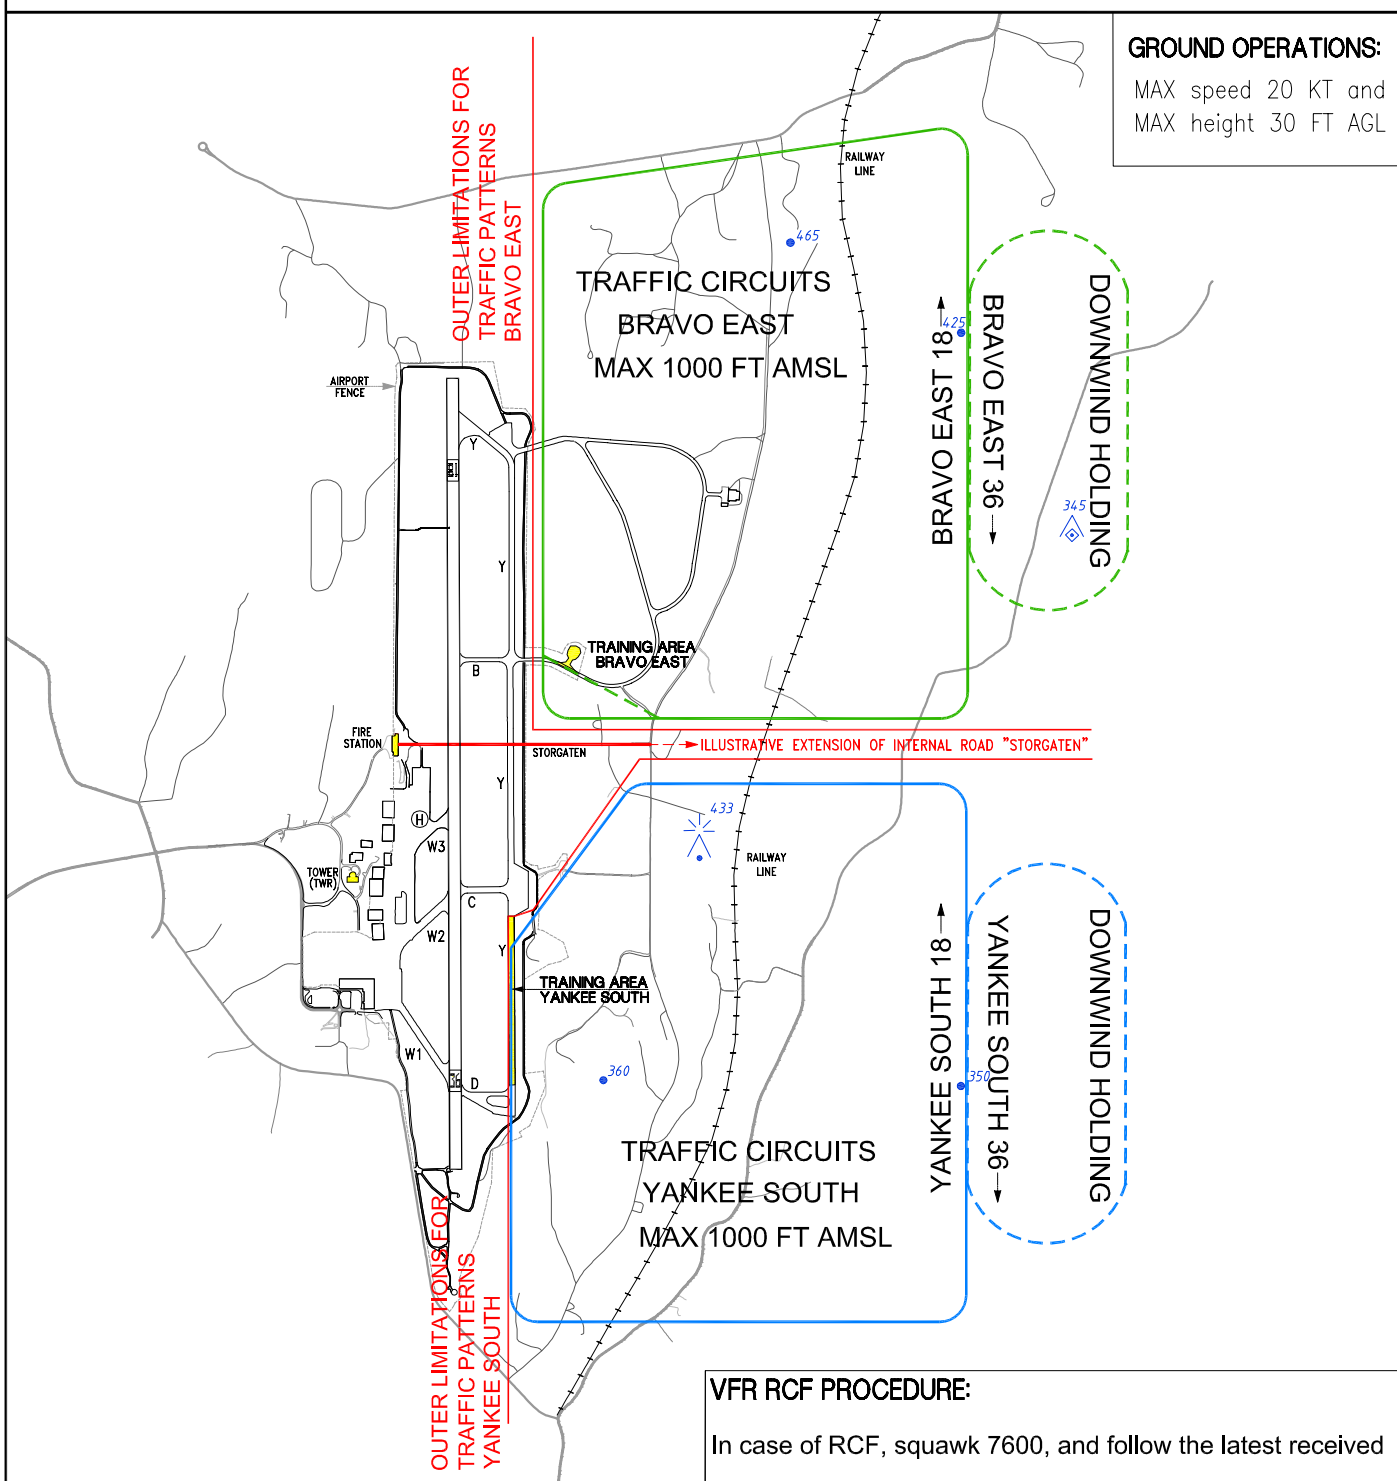 GROUND OPERATIONS:
MAX speed 20 KT and
MAX height 30 FT AGL
OUTER LIMITATIONS FOR
TRAFFIC PATTERNS
BRAVO EAST
RAILWAY
LINE
465
TRAFFIC CIRCUITS
BRAVO EAST
MAX 1000 FT AMSL
BRAVO EAST 18
425
BRAVO EAST 36
DOWNWIND HOLDING
345
AIRPORT
FENCE
Y
18
Y
TRAINING AREA
BRAVO EAST
B
FIRE
STATION
STORGATEN
ILLUSTRATIVE EXTENSION OF INTERNAL ROAD "STORGATEN"
Y
H
W3
433
RAILWAY
LINE
TOWER
(TWR)
C
W2
Y
TRAINING AREA
YANKEE SOUTH
YANKEE SOUTH 18
YANKEE SOUTH 36
DOWNWIND HOLDING
W1
36
D
360
350
TRAFFIC CIRCUITS
YANKEE SOUTH
MAX 1000 FT AMSL
OUTER LIMITATIONS FOR
TRAFFIC PATTERNS
YANKEE SOUTH
VFR RCF PROCEDURE:
In case of RCF, squawk 7600, and follow the latest received